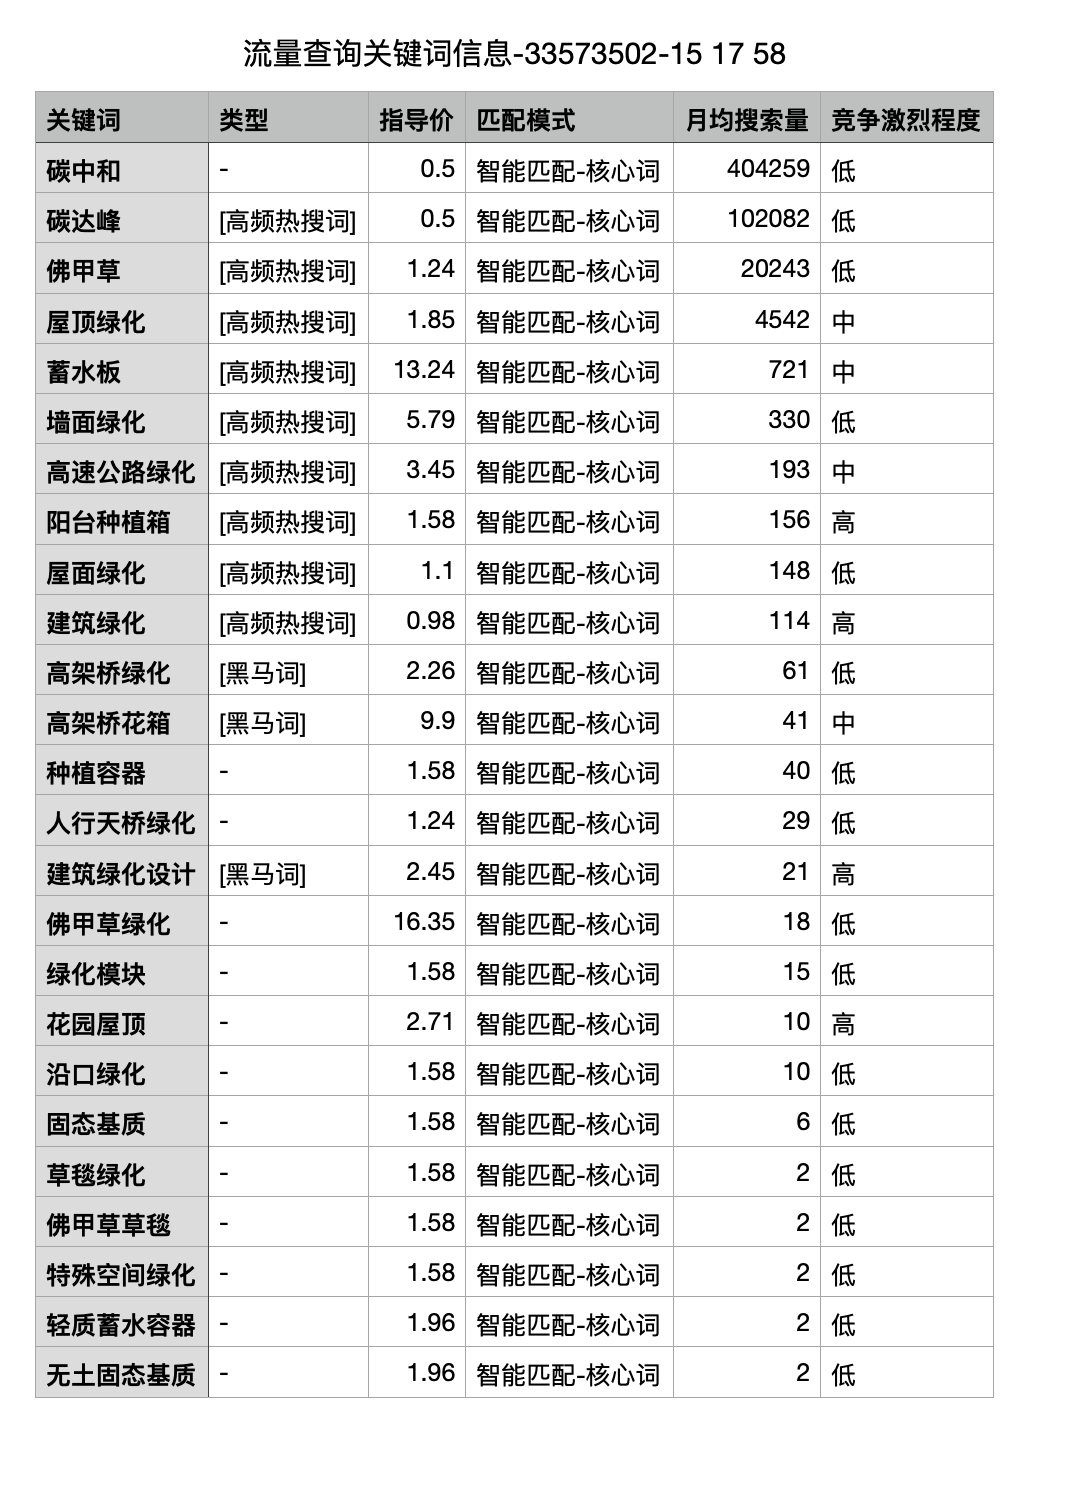 流量查询关键词信息-33573502-15 17 58
关键词 类型 指导价 匹配模式 月均搜索量 竞争激烈程度
碳中和 - 0.5 智能匹配-核心词 404259 低
碳达峰 [高频热搜词] 0.5 智能匹配-核心词 102082 低
佛甲草 [高频热搜词] 1.24 智能匹配-核心词 20243 低
屋顶绿化 [高频热搜词] 1.85 智能匹配-核心词 4542 中
蓄水板 [高频热搜词] 13.24 智能匹配-核心词 721 中
墙面绿化 [高频热搜词] 5.79 智能匹配-核心词 330 低
高速公路绿化 [高频热搜词] 3.45 智能匹配-核心词 193 中
阳台种植箱 [高频热搜词] 1.58 智能匹配-核心词 156 高
屋面绿化 [高频热搜词] 1.1 智能匹配-核心词 148 低
建筑绿化 [高频热搜词] 0.98 智能匹配-核心词 114 高
高架桥绿化 [黑马词] 2.26 智能匹配-核心词 61 低
高架桥花箱 [黑马词] 9.9 智能匹配-核心词 41 中
种植容器 - 1.58 智能匹配-核心词 40 低
人行天桥绿化 - 1.24 智能匹配-核心词 29 低
建筑绿化设计 [黑马词] 2.45 智能匹配-核心词 21 高
佛甲草绿化 - 16.35 智能匹配-核心词 18 低
绿化模块 - 1.58 智能匹配-核心词 15 低
花园屋顶 - 2.71 智能匹配-核心词 10 高
沿口绿化 - 1.58 智能匹配-核心词 10 低
固态基质 - 1.58 智能匹配-核心词 6 低
草毯绿化 - 1.58 智能匹配-核心词 2 低
佛甲草草毯 - 1.58 智能匹配-核心词 2 低
特殊空间绿化 - 1.58 智能匹配-核心词 2 低
轻质蓄水容器 - 1.96 智能匹配-核心词 2 低
无土固态基质 - 1.96 智能匹配-核心词 2 低